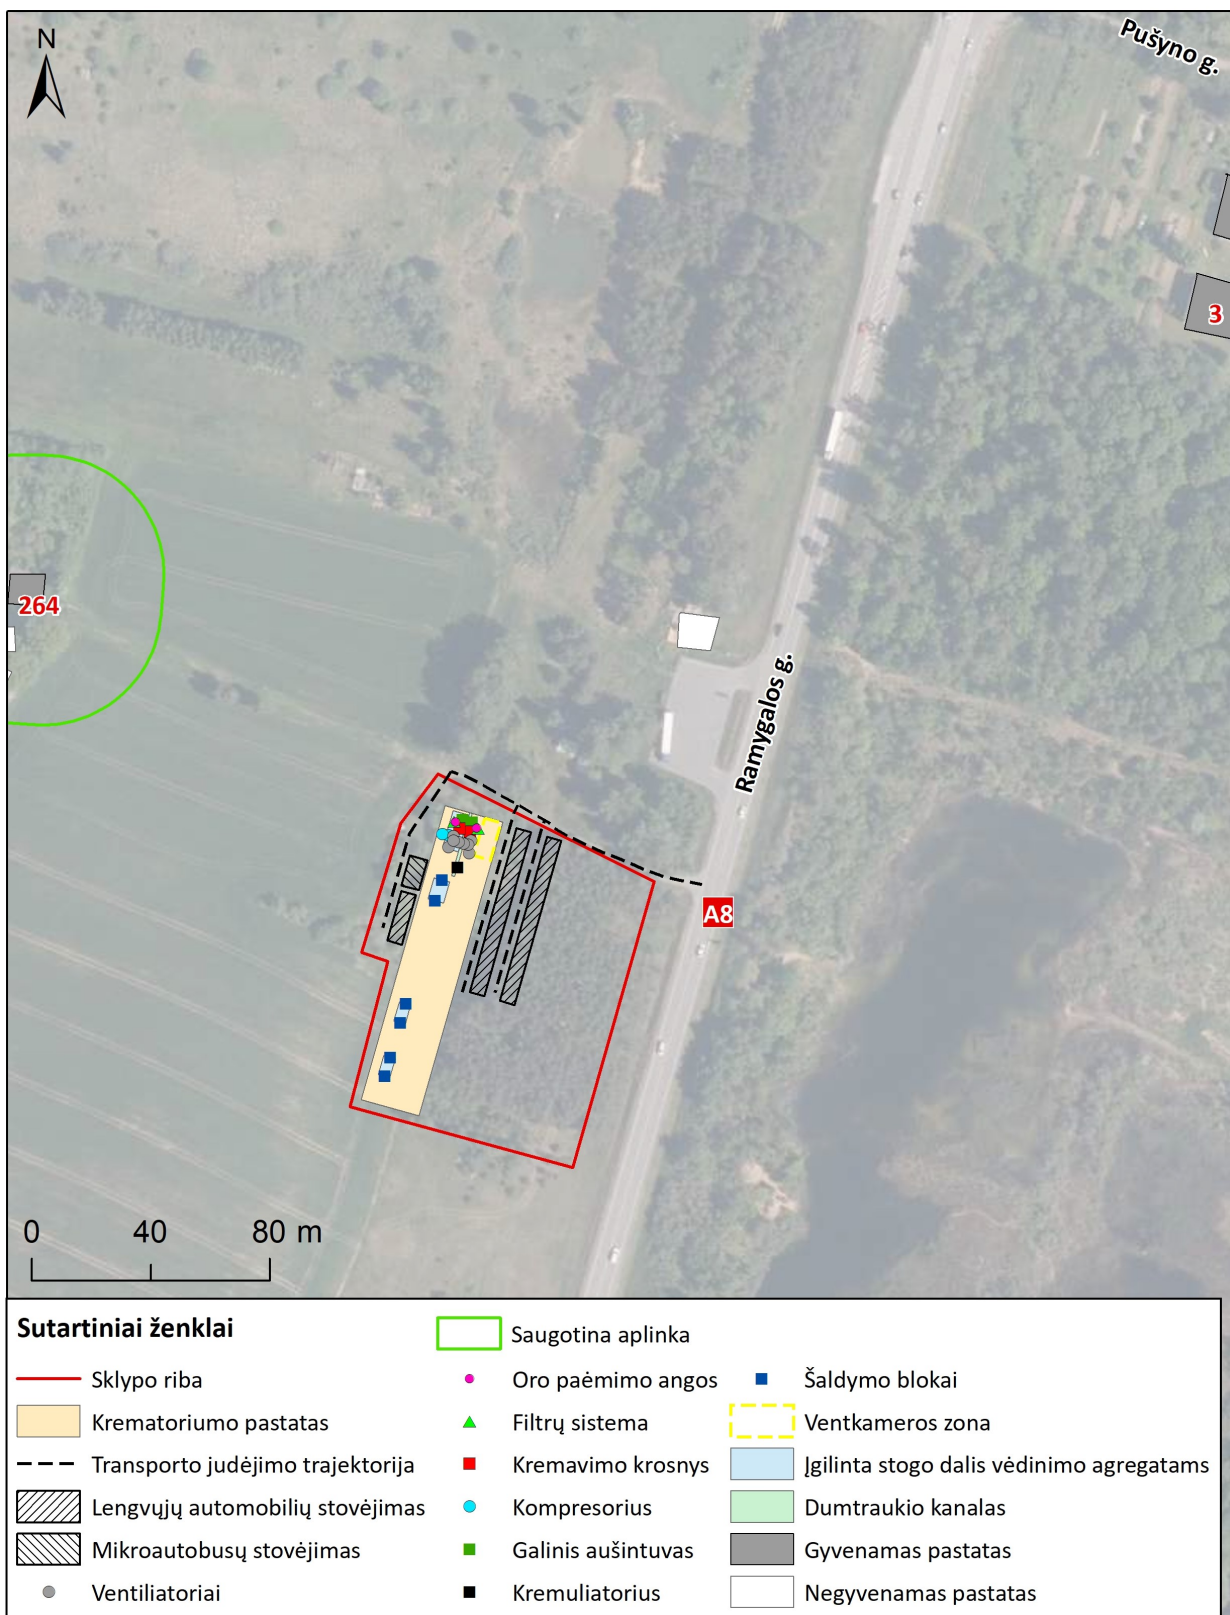 N
Pušyno g.
3
264
Ramygalos g.
A8
0 40 80 m
Sutartiniai ženklai
Sklypo riba
Krematoriumo pastatas
Transporto judėjimo trajektorija
Lengvųjų automobilių stovėjimas
Mikroautobusų stovėjimas
Ventiliatoriai
Saugotina aplinka
Oro paėmimo angos
Filtrų sistema
Kremavimo krosnys
Kompresorius
Galinis aušintuvas
Kremuliatorius
Šaldymo blokai
Ventkameros zona
Įgilinta stogo dalis vėdinimo agregatams
Dumtraukio kanalas
Gyvenamas pastatas
Negyvenamas pastatas